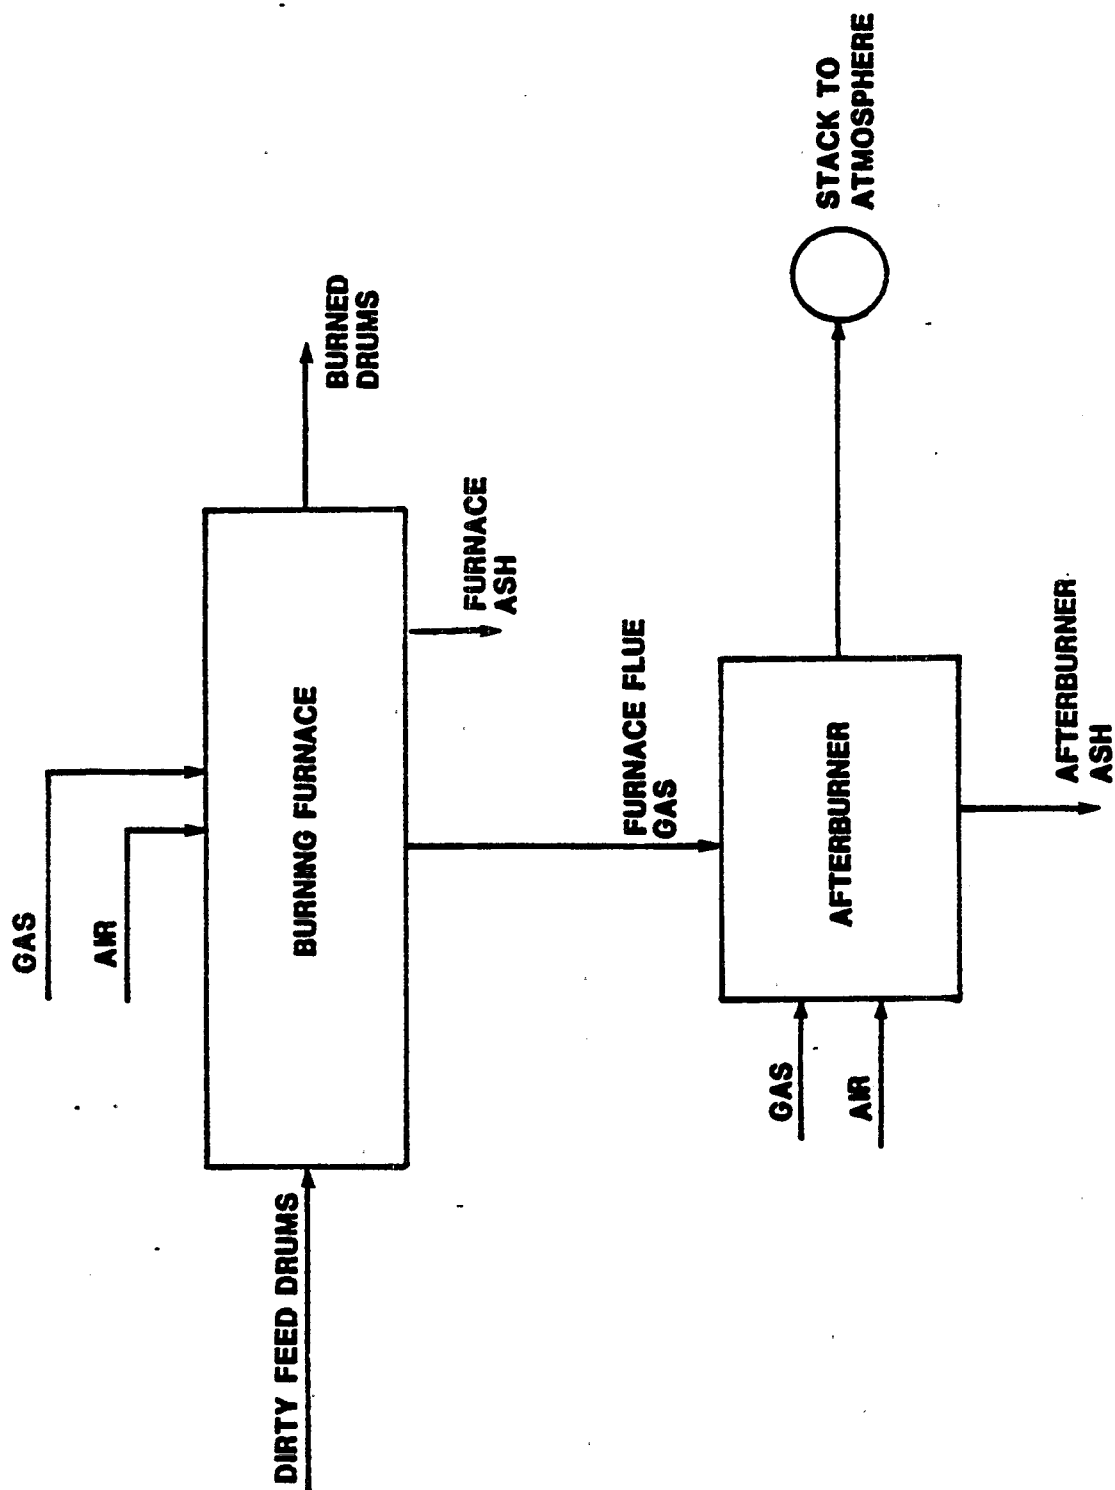 GAS
AIR
DIRTY FEED DRUMS
BURNING FURNACE
BURNED
DRUMS
FURNACE
ASH
FURNACE FLUE
GAS
GAS
AIR
AFTERBURNER
STACK TO
ATMOSPHERE
AFTERBURNER
ASH